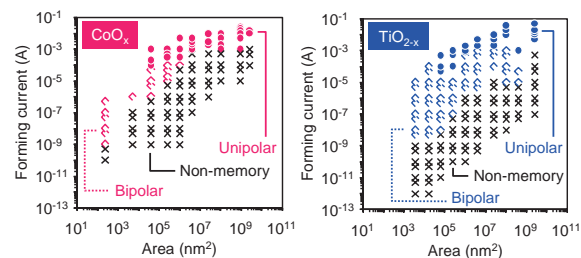 CoOₓ
Forming current (A)
10⁻¹
10⁻³
10⁻⁵
10⁻⁷
10⁻⁹
10⁻¹¹
10⁻¹³
Unipolar
Non-memory
Bipolar
10¹ 10³ 10⁵ 10⁷ 10⁹ 10¹¹
Area (nm²)
TiO₂₋ₓ
Forming current (A)
10⁻¹
10⁻³
10⁻⁵
10⁻⁷
10⁻⁹
10⁻¹¹
10⁻¹³
Unipolar
Non-memory
Bipolar
10¹ 10³ 10⁵ 10⁷ 10⁹ 10¹¹
Area (nm²)